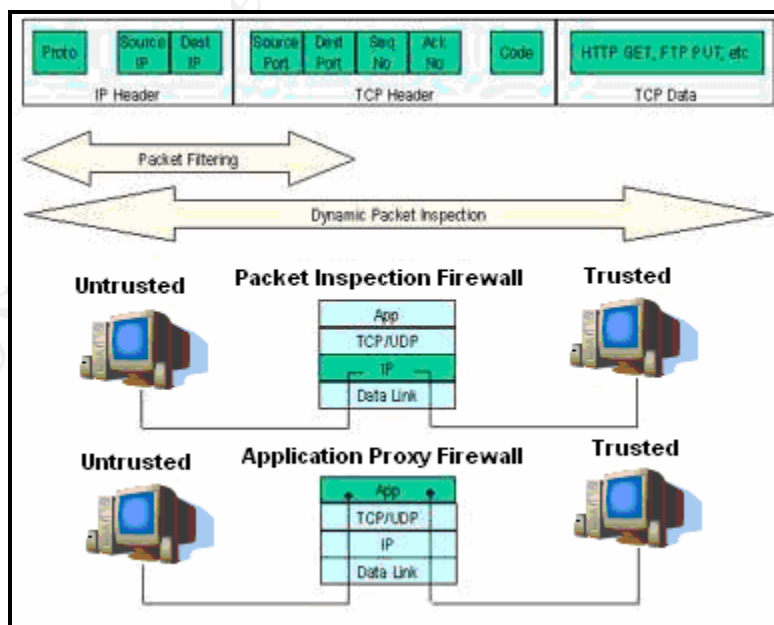 Proto
Source IP
Dest IP
Source Port
Dest Port
Seq No
Ack No
Code
HTTP GET, FTP PUT, etc
IP Header
TCP Header
TCP Data
Packet Filtering
Dynamic Packet Inspection
Untrusted
Packet Inspection Firewall
Trusted
App
TCP/UDP
IP
Data Link
Untrusted
Application Proxy Firewall
Trusted
App
TCP/UDP
IP
Data Link